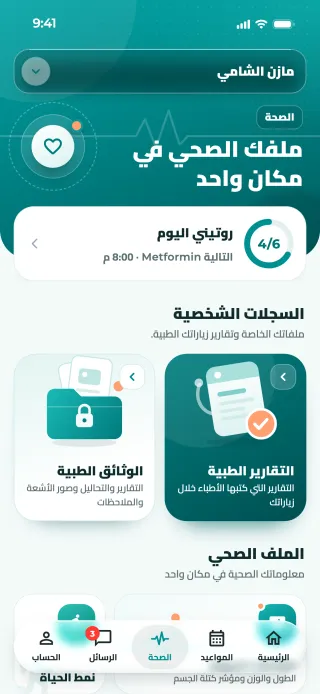 9:41
مازن الشامي
الصحة
ملفك الصحي في
مكان واحد
روتيني اليوم
4/6
التالية Metformin · 8:00 م
السجلات الشخصية
ملفاتك الخاصة وتقارير زياراتك الطبية.
التقارير الطبية
التقارير التي كتبها الأطباء خلال
زياراتك
الوثائق الطبية
التقارير والتحاليل وصور الأشعة
والملاحظات
الملف الصحي
معلوماتك الصحية في مكان واحد
الرئيسية
المواعيد
الصحة
3
الرسائل
الحساب
الطول والوزن ومؤشر كتلة الجسم
نمط الحياة